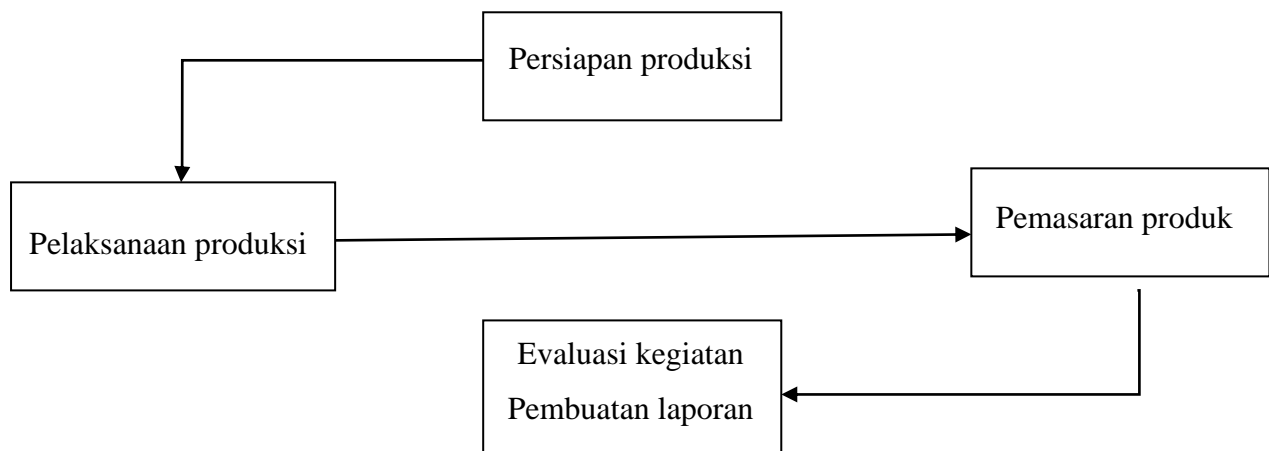 Persiapan produksi
Pelaksanaan produksi
Pemasaran produk
Evaluasi kegiatan
Pembuatan laporan